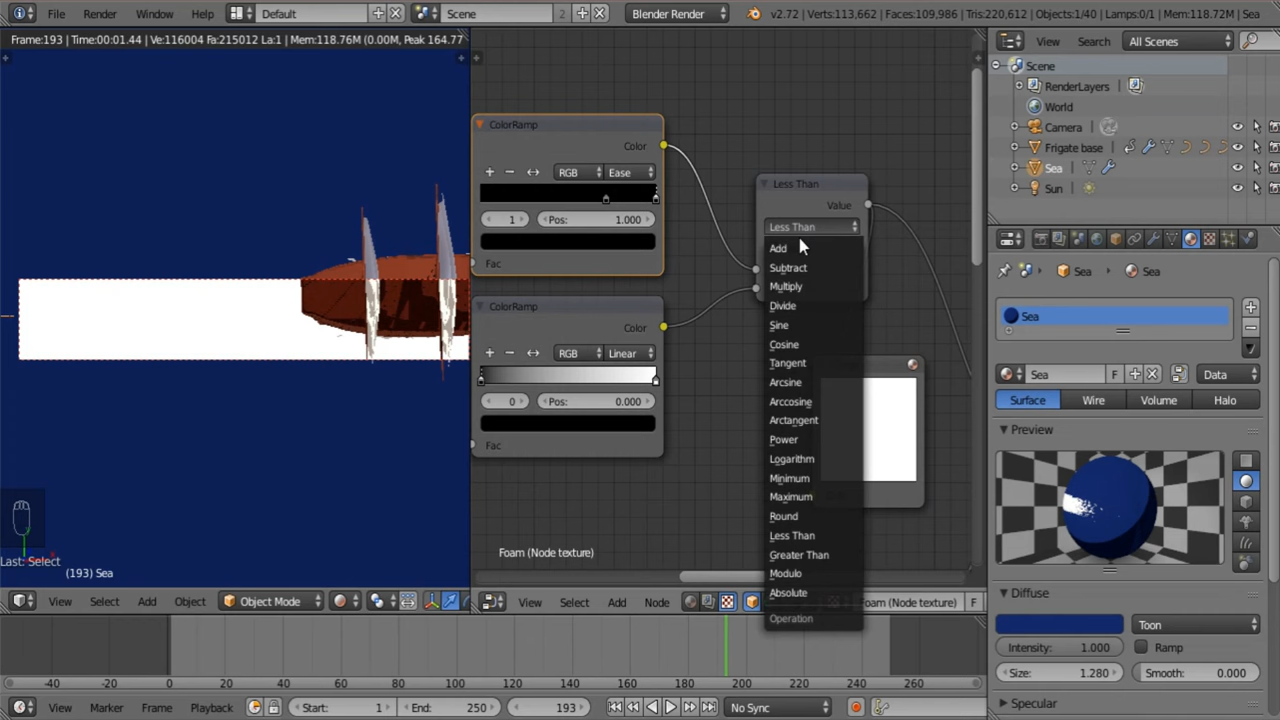 File Render Window Help Default Scene 2 Blender Render v2.72 | Verts:113,662 | Faces:109,986 | Tris:220,612 | Objects:1/40 | Lamps:0/1 | Mem:118.72M | Sea
Frame:193 | Time:00:01.44 | Ve:116004 Fa:215012 La:1 | Mem:118.76M (0.00M, Peak 164.77
View Search All Scenes
Scene
RenderLayers
World
Camera
Frigate base
Sea
Sun
ColorRamp
Color
RGB Ease
1 Pos: 1.000
Fac
ColorRamp
Color
RGB Linear
0 Pos: 0.000
Fac
Less Than
Value
Less Than
Add
Subtract
Multiply
Divide
Sine
Cosine
Tangent
Arcsine
Arccosine
Arctangent
Power
Logarithm
Minimum
Maximum
Round
Less Than
Greater Than
Modulo
Absolute
Operation
Foam (Node texture)
Last: Select
(193) Sea
View Select Add Object Object Mode
View Select Add Node Foam (Node texture) F
Sea Sea
Sea
Sea F Data
Surface Wire Volume Halo
Preview
Diffuse
Toon
Intensity: 1.000 Ramp
Size: 1.280 Smooth: 0.000
Specular
-40 -20 0 20 40 60 80 100 120 140 160 180 200 220 240 260
View Marker Frame Playback Start: 1 End: 250 193 No Sync